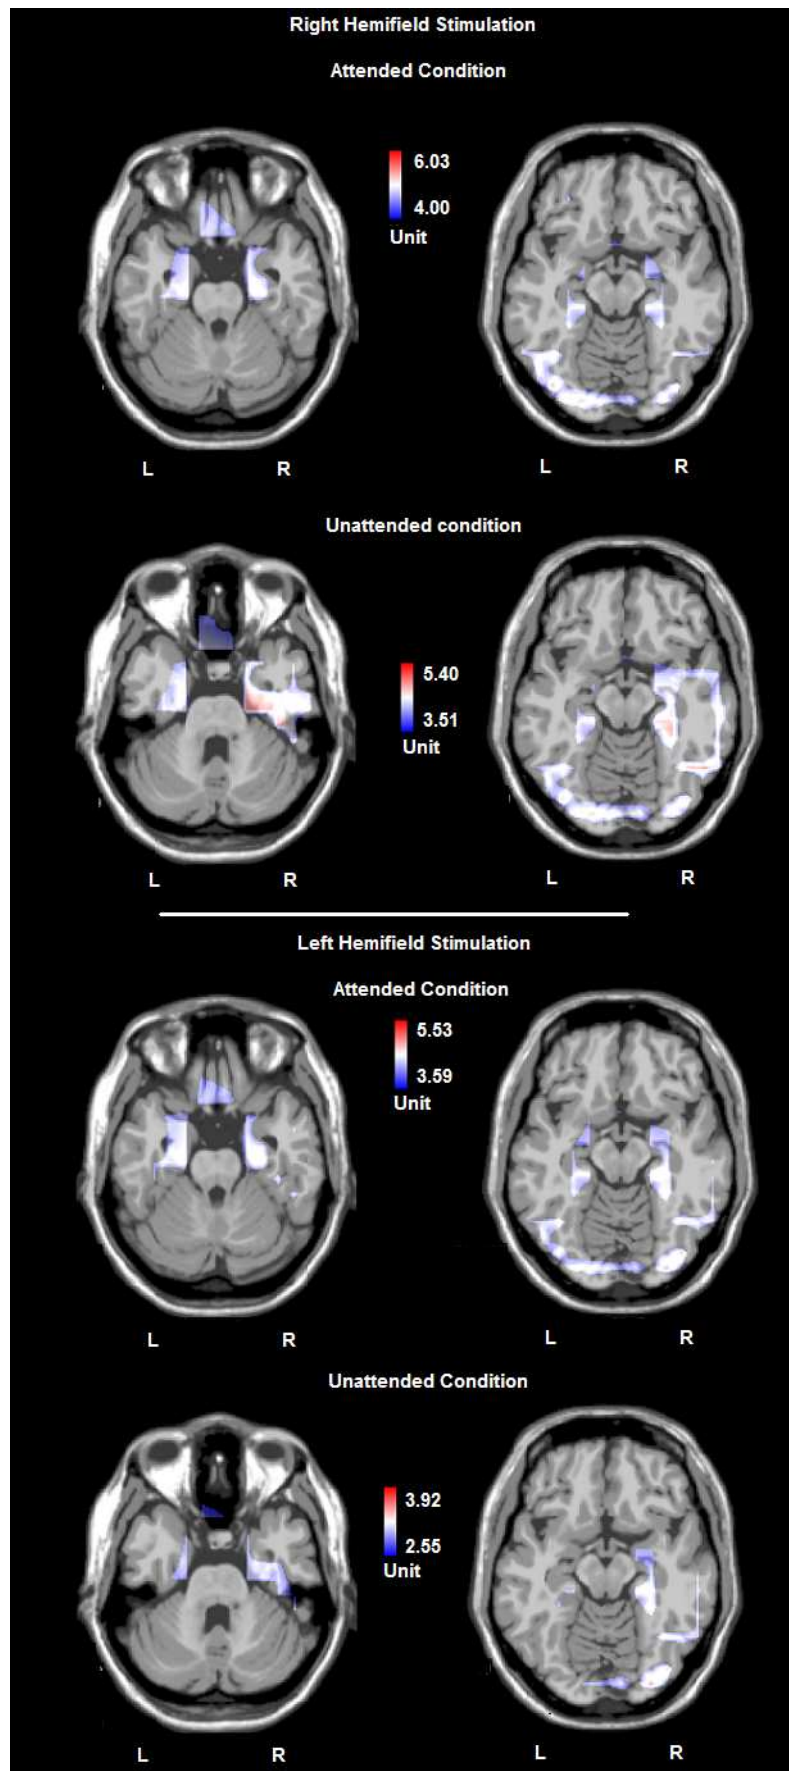 Right Hemifield Stimulation
Attended Condition
6.03
4.00
Unit
L R
L R
Unattended condition
5.40
3.51
Unit
L R
L R
Left Hemifield Stimulation
Attended Condition
5.53
3.59
Unit
L R
L R
Unattended Condition
3.92
2.55
Unit
L R
L R